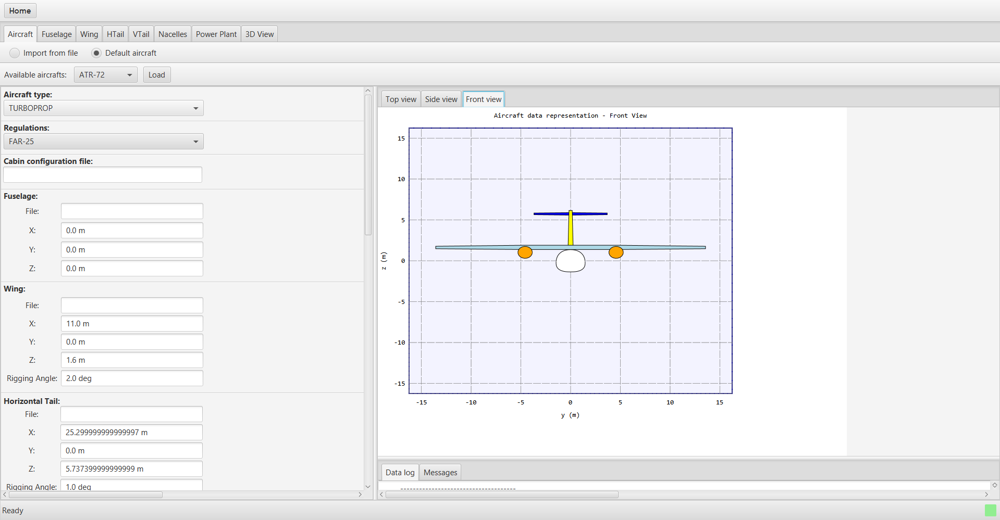 Home
Aircraft Fuselage Wing HTail VTail Nacelles Power Plant 3D View
Import from file Default aircraft
Available aircrafts: ATR-72 Load
Aircraft type:
TURBOPROP
Regulations:
FAR-25
Cabin configuration file:
Fuselage:
File:
X: 0.0 m
Y: 0.0 m
Z: 0.0 m
Wing:
File:
X: 11.0 m
Y: 0.0 m
Z: 1.6 m
Rigging Angle: 2.0 deg
Horizontal Tail:
File:
X: 25.299999999999997 m
Y: 0.0 m
Z: 5.737399999999999 m
Rigging Angle: 1.0 deg
Top view Side view Front view
Aircraft data representation - Front View
15
10
5
0
-5
-10
-15
z (m)
-15 -10 -5 0 5 10 15
y (m)
Data log Messages
-------------------------------------
Ready